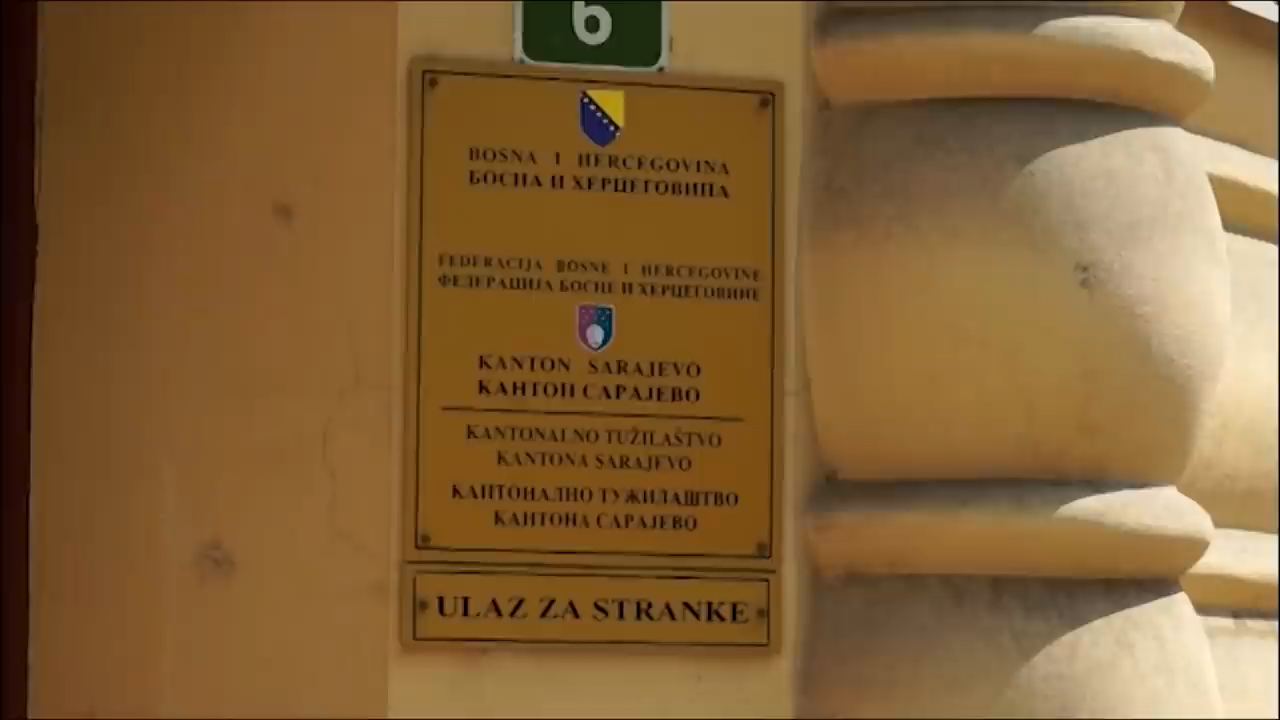 6
BOSNA I HERCEGOVINA
БОСНА И ХЕРЦЕГОВИНА
FEDERACIJA BOSNE I HERCEGOVINE
ФЕДЕРАЦИЈА БОСНЕ И ХЕРЦЕГОВИНЕ
KANTON SARAJEVO
КАНТОН САРАЈЕВО
KANTONALNO TUŽILAŠTVO
KANTONA SARAJEVO
КАНТОНАЛНО ТУЖИЛАШТВО
КАНТОНА САРАЈЕВО
ULAZ ZA STRANKE